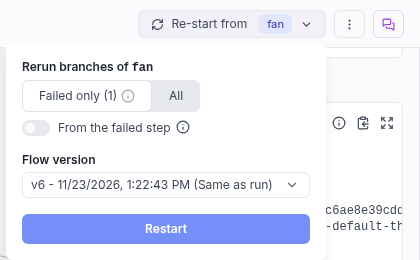 Re-start from fan
Rerun branches of fan
Failed only (1) All
From the failed step
Flow version
v6 - 11/23/2026, 1:22:43 PM (Same as run)
c6ae8e39cdd
-default-th
Restart